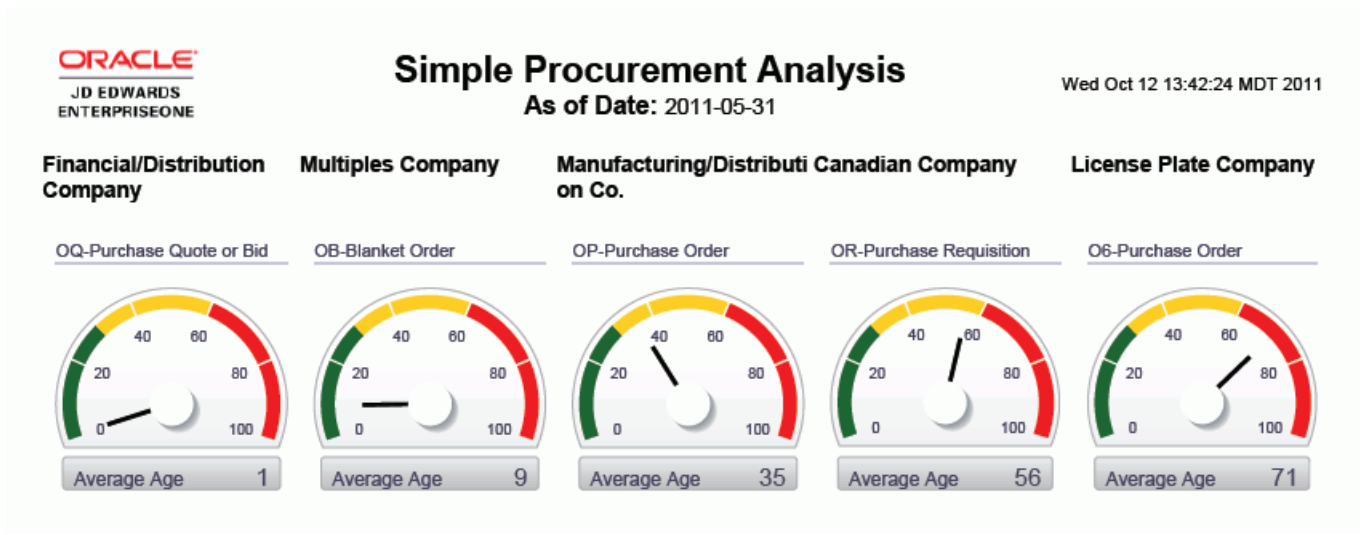 ORACLE
JD EDWARDS
ENTERPRISEONE
Simple Procurement Analysis
As of Date: 2011-05-31
Wed Oct 12 13:42:24 MDT 2011
Financial/Distribution
Company
Multiples Company
Manufacturing/Distributi
on Co.
Canadian Company
License Plate Company
OQ-Purchase Quote or Bid
0
20
40
60
80
100
Average Age 1
OB-Blanket Order
0
20
40
60
80
100
Average Age 9
OP-Purchase Order
0
20
40
60
80
100
Average Age 35
OR-Purchase Requisition
0
20
40
60
80
100
Average Age 56
O6-Purchase Order
0
20
40
60
80
100
Average Age 71